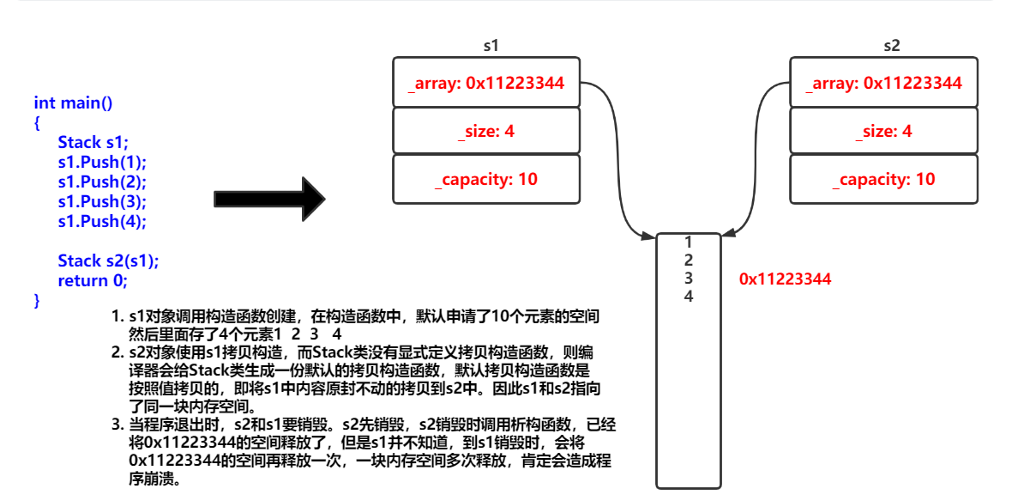 int main()
{
Stack s1;
s1.Push(1);
s1.Push(2);
s1.Push(3);
s1.Push(4);
Stack s2(s1);
return 0;
}
s1
_array: 0x11223344
_size: 4
_capacity: 10
s2
_array: 0x11223344
_size: 4
_capacity: 10
1
2
3
4
0x11223344
1. s1对象调用构造函数创建，在构造函数中，默认申请了10个元素的空间
然后里面存了4个元素1 2 3 4
2. s2对象使用s1拷贝构造，而Stack类没有显式定义拷贝构造函数，则编
译器会给Stack类生成一份默认的拷贝构造函数，默认拷贝构造函数是
按照值拷贝的，即将s1中内容原封不动的拷贝到s2中。因此s1和s2指向
了同一块内存空间。
3. 当程序退出时，s2和s1要销毁。s2先销毁，s2销毁时调用析构函数，已经
将0x11223344的空间释放了，但是s1并不知道，到s1销毁时，会将
0x11223344的空间再释放一次，一块内存空间多次释放，肯定会造成程
序崩溃。